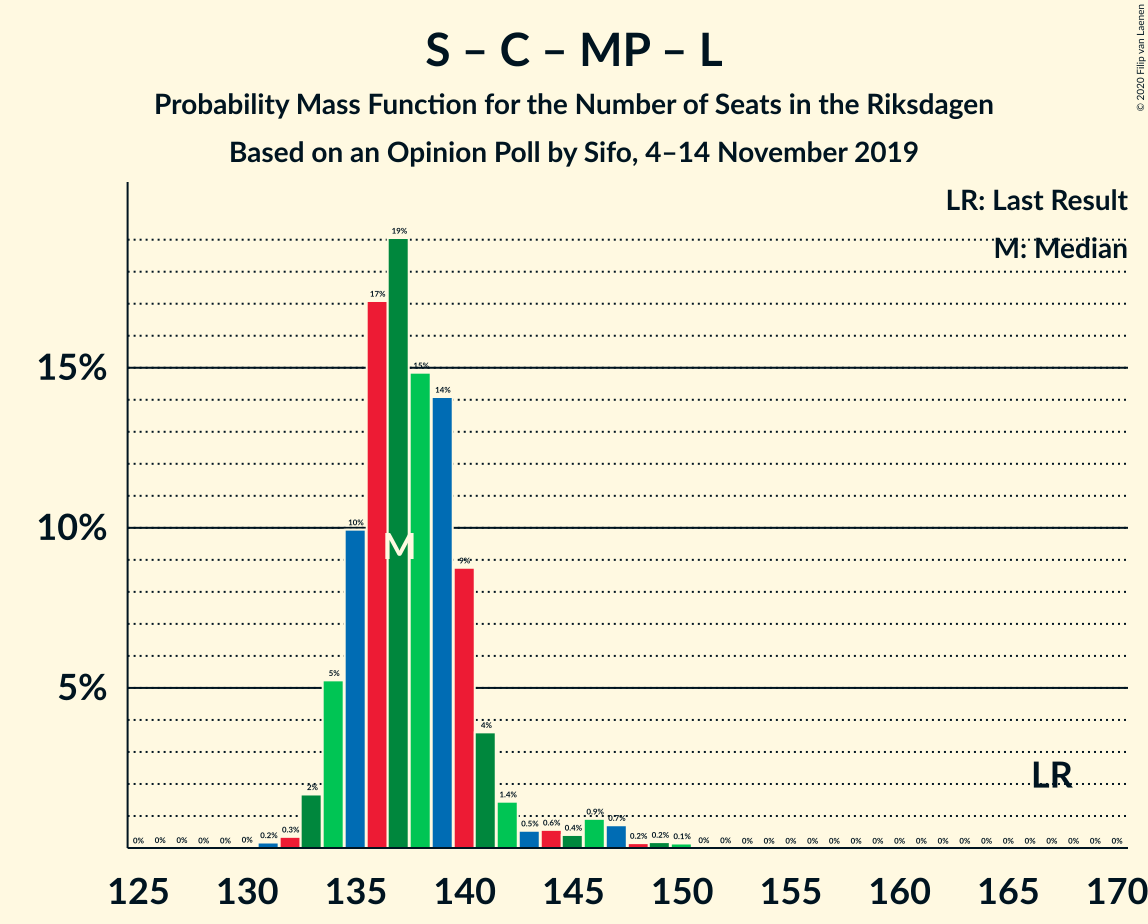 S – C – MP – L
Probability Mass Function for the Number of Seats in the Riksdagen
Based on an Opinion Poll by Sifo, 4–14 November 2019
© 2020 Filip van Laenen
LR: Last Result
M: Median
15%
10%
5%
0% 0% 0% 0% 0% 0% 0.2% 0.3% 2% 5% 10% 17% 19% 15% 14% 9% 4% 1.4% 0.5% 0.6% 0.4% 0.9% 0.7% 0.2% 0.2% 0.1% 0% 0% 0% 0% 0% 0% 0% 0% 0% 0% 0% 0% 0% 0% 0% 0% 0% 0% 0% 0%
M
LR
125 130 135 140 145 150 155 160 165 170